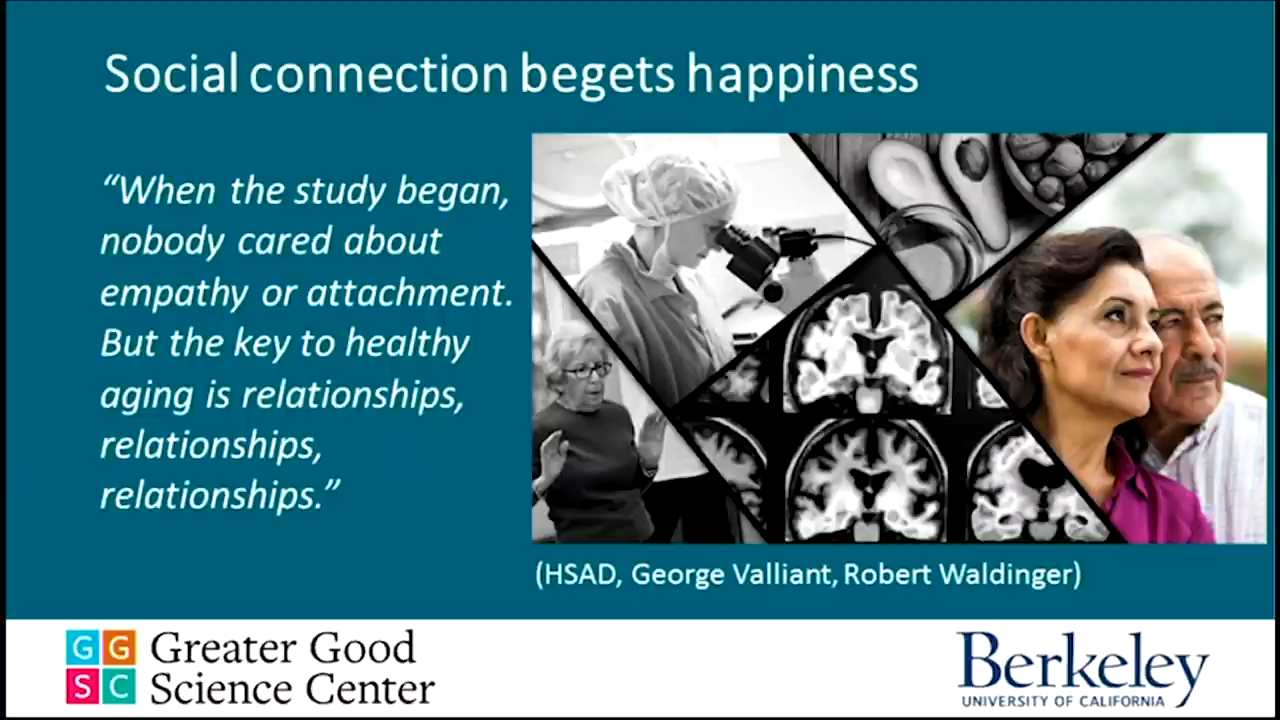 Social connection begets happiness
“When the study began,
nobody cared about
empathy or attachment.
But the key to healthy
aging is relationships,
relationships,
relationships.”
(HSAD, George Valliant, Robert Waldinger)
G G
S C
Greater Good
Science Center
Berkeley
UNIVERSITY OF CALIFORNIA